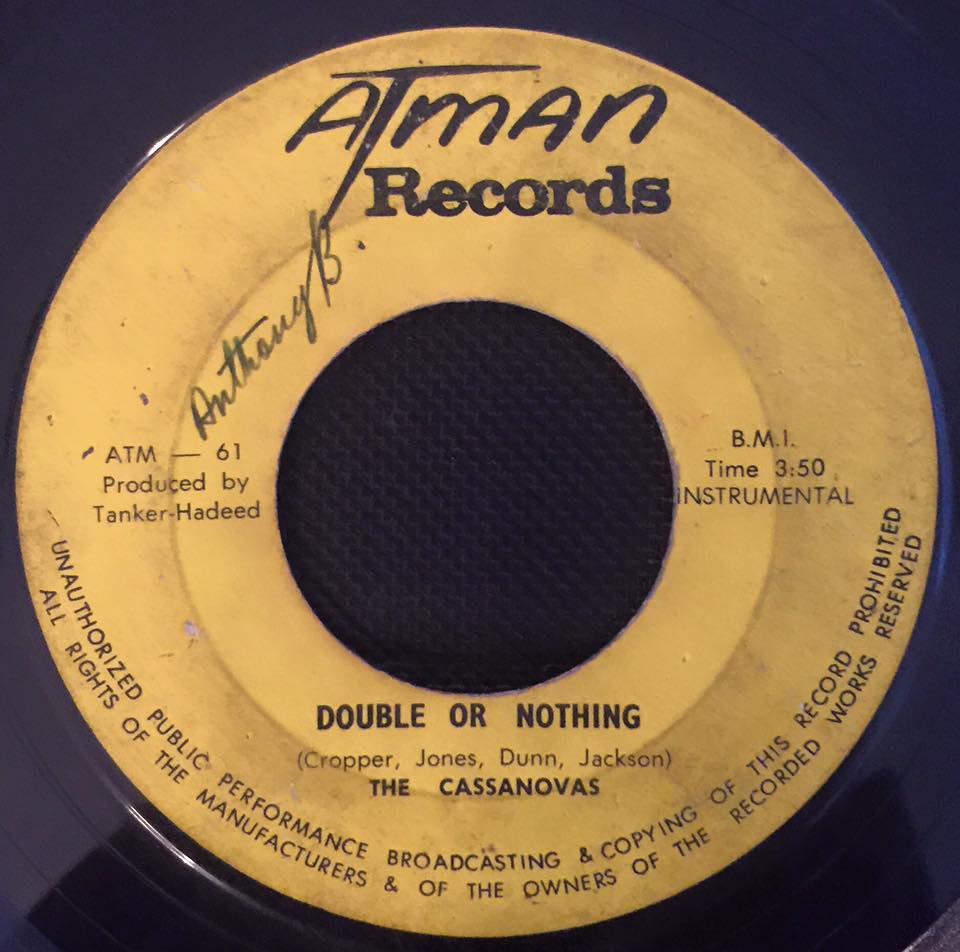 ATMAN
Records
Anthony B.
ATM — 61
Produced by
Tanker-Hadeed
B.M.I.
Time 3:50
INSTRUMENTAL
DOUBLE OR NOTHING
(Cropper, Jones, Dunn, Jackson)
THE CASSANOVAS
UNAUTHORIZED PUBLIC PERFORMANCE BROADCASTING & COPYING OF THIS RECORD PROHIBITED
ALL RIGHTS OF THE MANUFACTURERS & OF THE OWNERS OF THE RECORDED WORKS RESERVED